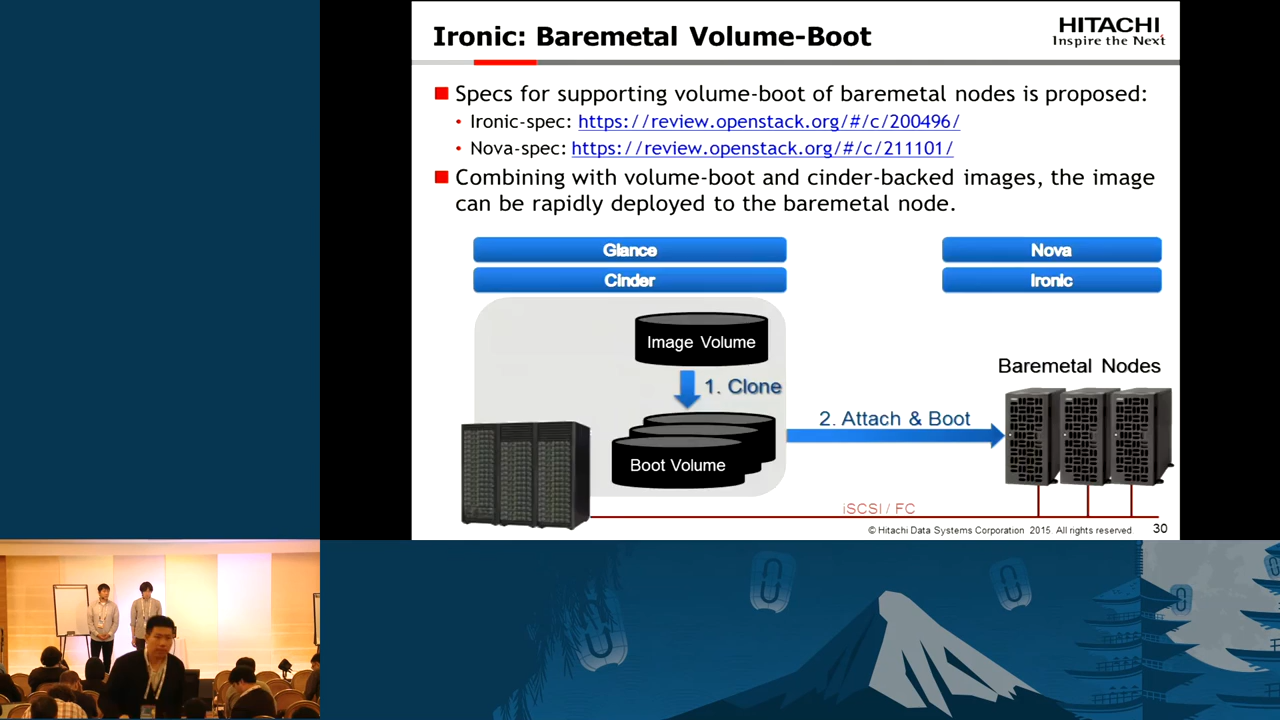 Ironic: Baremetal Volume-Boot
HITACHI
Inspire the Next
Specs for supporting volume-boot of baremetal nodes is proposed:
• Ironic-spec: https://review.openstack.org/#/c/200496/
• Nova-spec: https://review.openstack.org/#/c/211101/
Combining with volume-boot and cinder-backed images, the image
can be rapidly deployed to the baremetal node.
Glance
Cinder
Nova
Ironic
Image Volume
1. Clone
Boot Volume
2. Attach & Boot
Baremetal Nodes
iSCSI / FC
© Hitachi Data Systems Corporation 2015. All rights reserved.
30